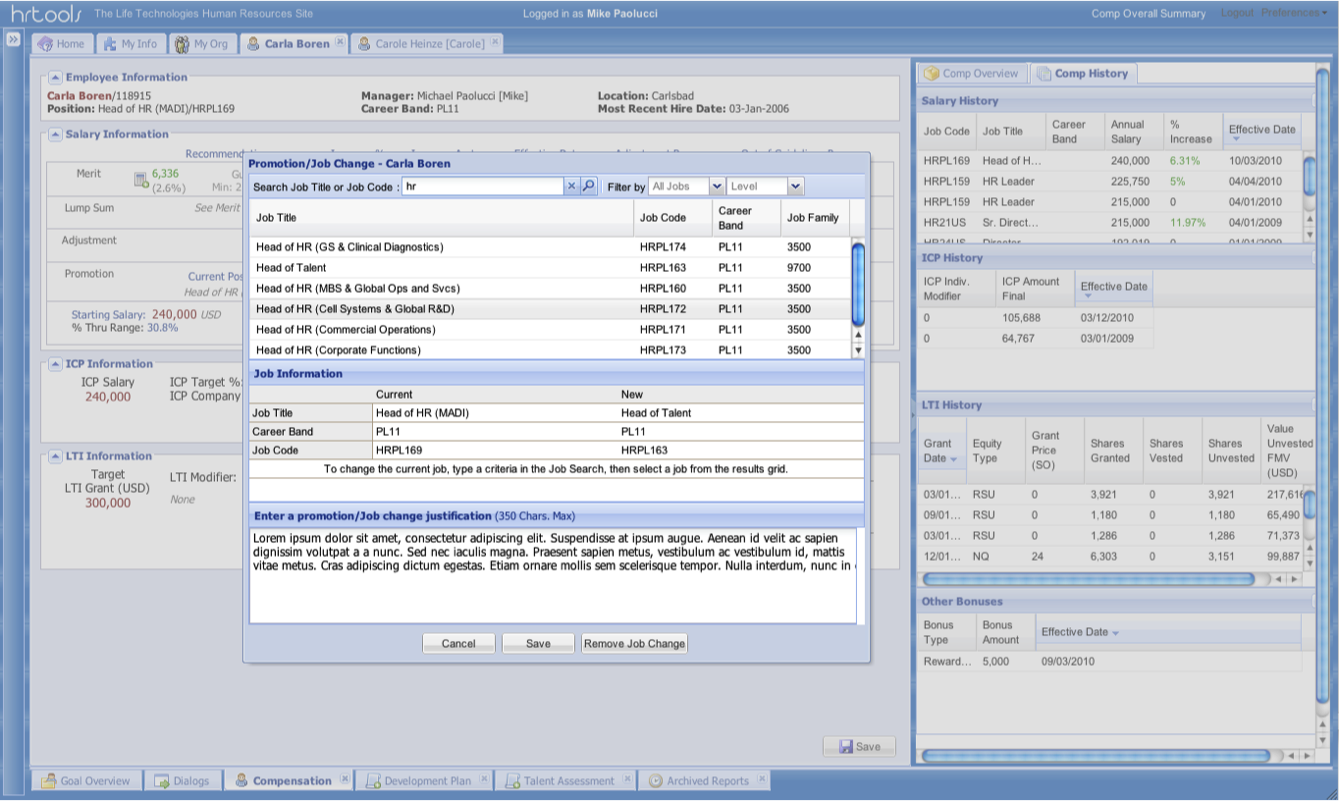 hrtools The Life Technologies Human Resources Site Logged in as Mike Paolucci Comp Overall Summary Logout Preferences
Home My Info My Org Carla Boren Carole Heinze [Carole]
Employee Information
Carla Boren/118915 Manager: Michael Paolucci [Mike] Location: Carlsbad
Position: Head of HR (MADI)/HRPL169 Career Band: PL11 Most Recent Hire Date: 03-Jan-2006
Salary Information
Recommend
Merit 6,336 Gu
(2.6%) Min: 2
Lump Sum See Merit
Adjustment
Promotion Current Pos
Head of HR
Starting Salary: 240,000 USD
% Thru Range: 30.8%
ICP Information
ICP Salary ICP Target %:
240,000 ICP Company
LTI Information
Target LTI Modifier:
LTI Grant (USD)
300,000 None
Promotion/Job Change - Carla Boren
Search Job Title or Job Code : hr Filter by All Jobs Level
Job Title Job Code Career Band Job Family
Head of HR (GS & Clinical Diagnostics) HRPL174 PL11 3500
Head of Talent HRPL163 PL11 9700
Head of HR (MBS & Global Ops and Svcs) HRPL160 PL11 3500
Head of HR (Cell Systems & Global R&D) HRPL172 PL11 3500
Head of HR (Commercial Operations) HRPL171 PL11 3500
Head of HR (Corporate Functions) HRPL173 PL11 3500
Job Information
Current New
Job Title Head of HR (MADI) Head of Talent
Career Band PL11 PL11
Job Code HRPL169 HRPL163
To change the current job, type a criteria in the Job Search, then select a job from the results grid.
Enter a promotion/Job change justification (350 Chars. Max)
Lorem ipsum dolor sit amet, consectetur adipiscing elit. Suspendisse at ipsum augue. Aenean id velit ac sapien
dignissim volutpat a a nunc. Sed nec iaculis magna. Praesent sapien metus, vestibulum ac vestibulum id, mattis
vitae metus. Cras adipiscing dictum egestas. Etiam ornare mollis sem scelerisque tempor. Nulla interdum, nunc in
Cancel Save Remove Job Change
Save
Comp Overview Comp History
Salary History
Job Code Job Title Career Band Annual Salary % Increase Effective Date
HRPL169 Head of H... 240,000 6.31% 10/03/2010
HRPL159 HR Leader 225,750 5% 04/04/2010
HRPL159 HR Leader 215,000 0 04/01/2010
HR21US Sr. Direct... 215,000 11.97% 04/01/2009
HR24US Director 192,019 0 01/01/2009
ICP History
ICP Indiv. Modifier ICP Amount Final Effective Date
0 105,688 03/12/2010
0 64,767 03/01/2009
LTI History
Grant Date Equity Type Grant Price (SO) Shares Granted Shares Vested Shares Unvested Value Unvested FMV (USD)
03/01... RSU 0 3,921 0 3,921 217,616
09/01... RSU 0 1,180 0 1,180 65,490
03/01... RSU 0 1,286 0 1,286 71,373
12/01... NQ 24 6,303 0 3,151 99,887
Other Bonuses
Bonus Type Bonus Amount Effective Date
Reward... 5,000 09/03/2010
Goal Overview Dialogs Compensation Development Plan Talent Assessment Archived Reports